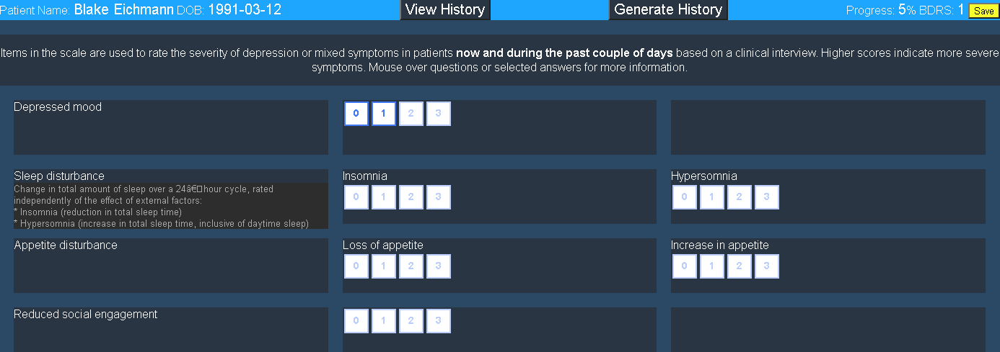 Patient Name: Blake Eichmann DOB: 1991-03-12 View History Generate History Progress: 5% BDRS: 1 Save
Items in the scale are used to rate the severity of depression or mixed symptoms in patients now and during the past couple of days based on a clinical interview. Higher scores indicate more severe
symptoms. Mouse over questions or selected answers for more information.
Depressed mood
0 1 2 3
Sleep disturbance
Change in total amount of sleep over a 24â€□hour cycle, rated
independently of the effect of external factors:
* Insomnia (reduction in total sleep time)
* Hypersomnia (increase in total sleep time, inclusive of daytime sleep)
Insomnia
0 1 2 3
Hypersomnia
0 1 2 3
Appetite disturbance
Loss of appetite
0 1 2 3
Increase in appetite
0 1 2 3
Reduced social engagement
0 1 2 3